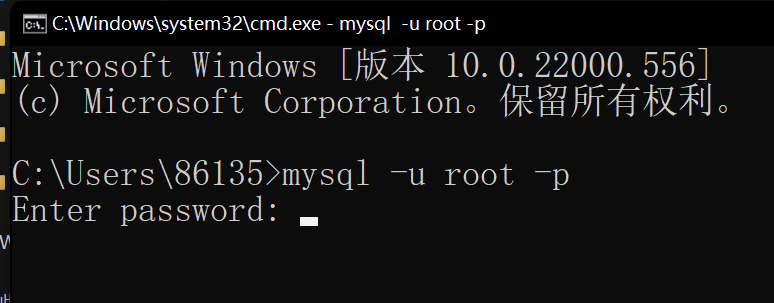 C:\Windows\system32\cmd.exe - mysql  -u root -p
Microsoft Windows [版本 10.0.22000.556]
(c) Microsoft Corporation。保留所有权利。
C:\Users\86135>mysql -u root -p
Enter password: